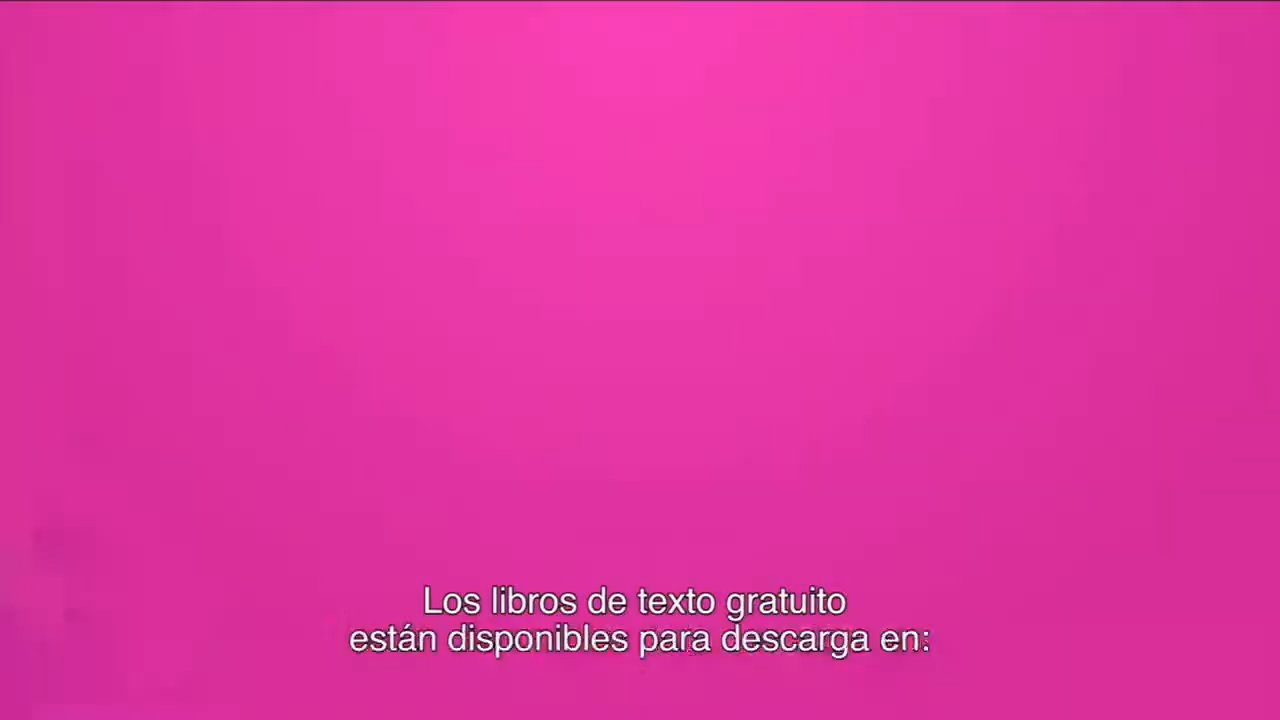 Los libros de texto gratuito
están disponibles para descarga en: